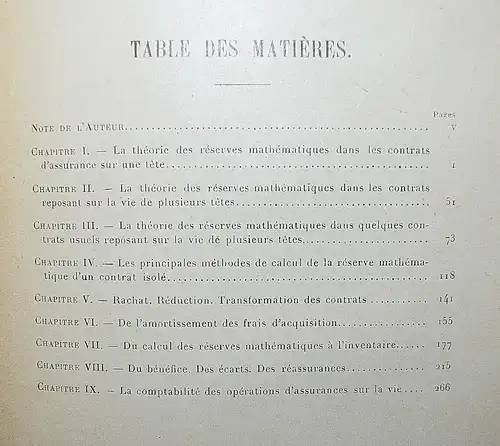 TABLE DES MATIÈRES.
Pages
NOTE DE L'AUTEUR. v
CHAPITRE I. — La théorie des réserves mathématiques dans les contrats
d'assurance sur une tête. 1
CHAPITRE II. — La théorie des réserves mathématiques dans les contrats
reposant sur la vie de plusieurs têtes. 51
CHAPITRE III. — La théorie des réserves mathématiques dans quelques con-
trats usuels reposant sur la vie de plusieurs têtes. 73
CHAPITRE IV. — Les principales méthodes de calcul de la réserve mathéma-
tique d'un contrat isolé 118
CHAPITRE V. — Rachat. Réduction. Transformation des contrats 141
CHAPITRE VI. — De l'amortissement des frais d'acquisition. 155
CHAPITRE VII. — Du calcul des réserves mathématiques à l'inventaire. 177
CHAPITRE VIII. — Du bénéfice. Des écarts. Des réassurances. 215
CHAPITRE IX. — La comptabilité des opérations d'assurances sur la vie. 266